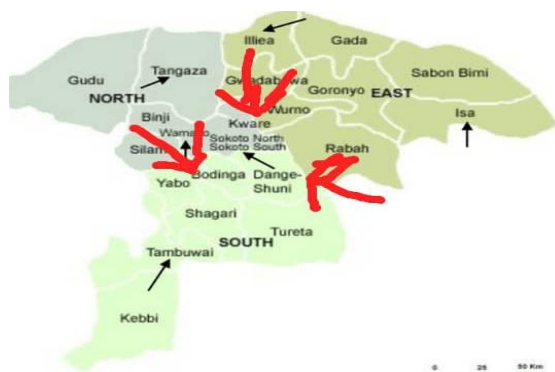 Illiea
Gada
Gudu
Tangaza
Gwadabawa
Sabon Birni
NORTH
Goronyo
EAST
Binji
Wurno
Isa
Kware
Wamako
Sokoto North
Silame
Sokoto South
Rabah
Yabo
Bodinga
Dange-
Shuni
Shagari
Tureta
SOUTH
Tambuwai
Kebbi
0 25 50 Km